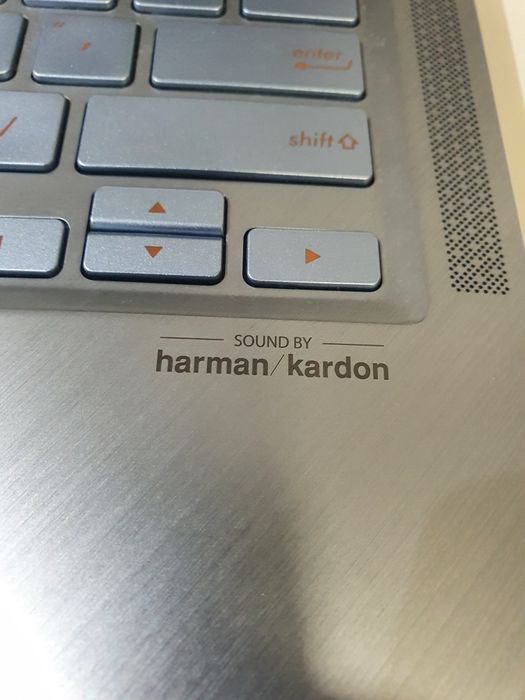 " '
enter
/
shift
SOUND BY
harman/kardon